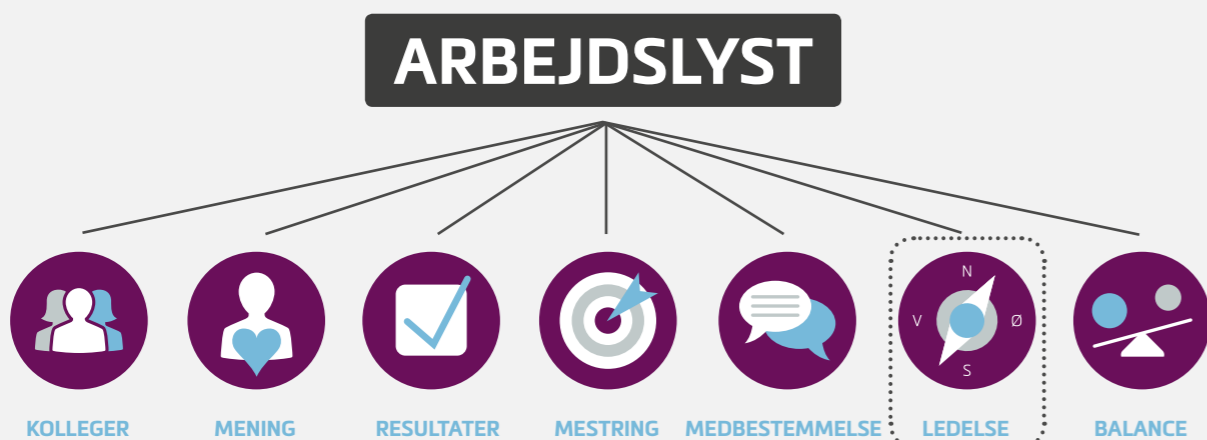 ARBEJDSLYST
N
V
Ø
S
KOLLEGER
MENING
RESULTATER
MESTRING
MEDBESTEMMELSE
LEDELSE
BALANCE